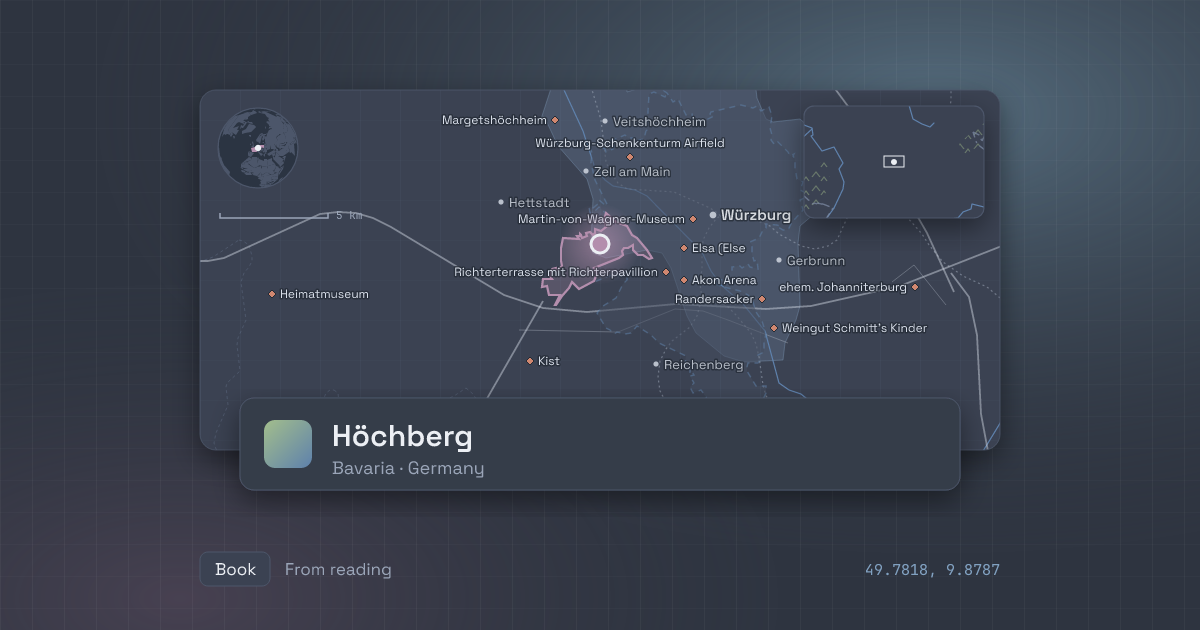 Margetshöchheim
Veitshöchheim
Würzburg-Schenkenturm Airfield
Zell am Main
Hettstadt
5 km
Martin-von-Wagner-Museum
Würzburg
Elsa (Else
Gerbrunn
Richterterrasse mit Richterpavillion
Akon Arena
ehem. Johanniterburg
Heimatmuseum
Randersacker
Weingut Schmitt's Kinder
Kist
Reichenberg
Höchberg
Bavaria · Germany
Book
From reading
49.7818, 9.8787